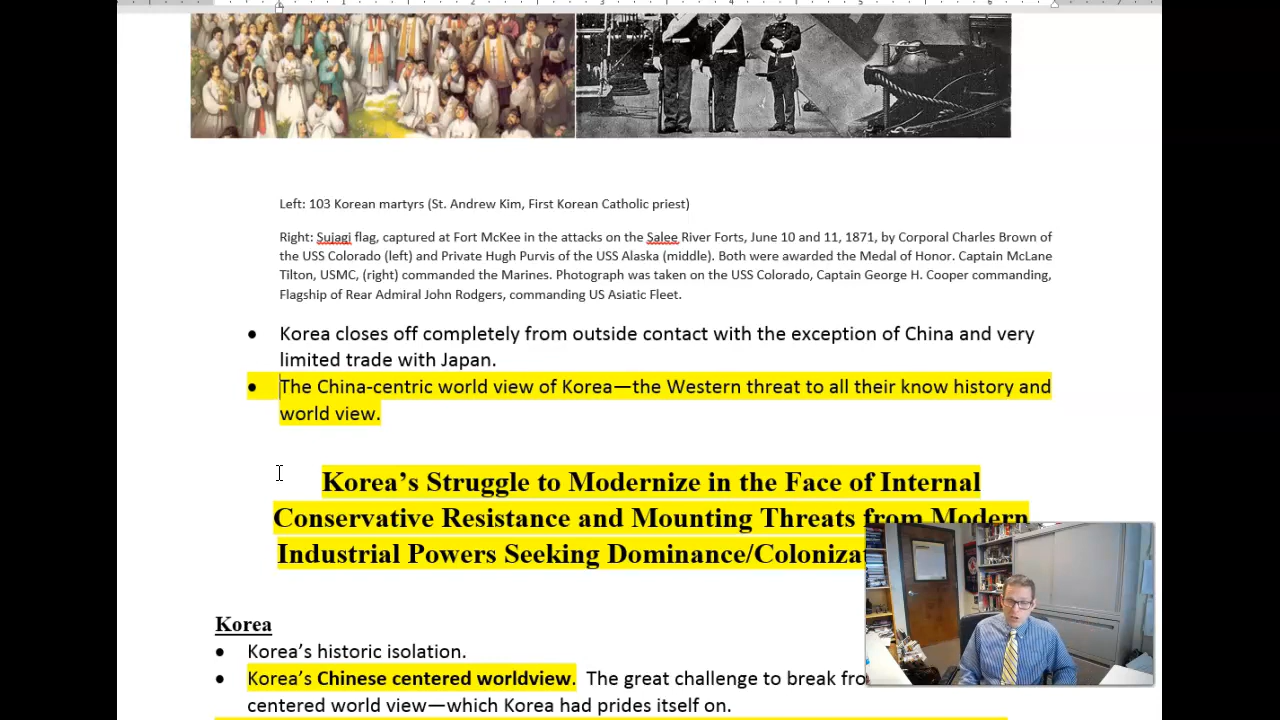 Left: 103 Korean martyrs (St. Andrew Kim, First Korean Catholic priest)
Right: Sujagi flag, captured at Fort McKee in the attacks on the Salee River Forts, June 10 and 11, 1871, by Corporal Charles Brown of
the USS Colorado (left) and Private Hugh Purvis of the USS Alaska (middle). Both were awarded the Medal of Honor. Captain McLane
Tilton, USMC, (right) commanded the Marines. Photograph was taken on the USS Colorado, Captain George H. Cooper commanding,
Flagship of Rear Admiral John Rodgers, commanding US Asiatic Fleet.
• Korea closes off completely from outside contact with the exception of China and very
limited trade with Japan.
• The China-centric world view of Korea—the Western threat to all their know history and
world view.
Korea’s Struggle to Modernize in the Face of Internal
Conservative Resistance and Mounting Threats from Modern
Industrial Powers Seeking Dominance/Coloniza
Korea
• Korea’s historic isolation.
• Korea’s Chinese centered worldview. The great challenge to break fro
centered world view—which Korea had prides itself on.